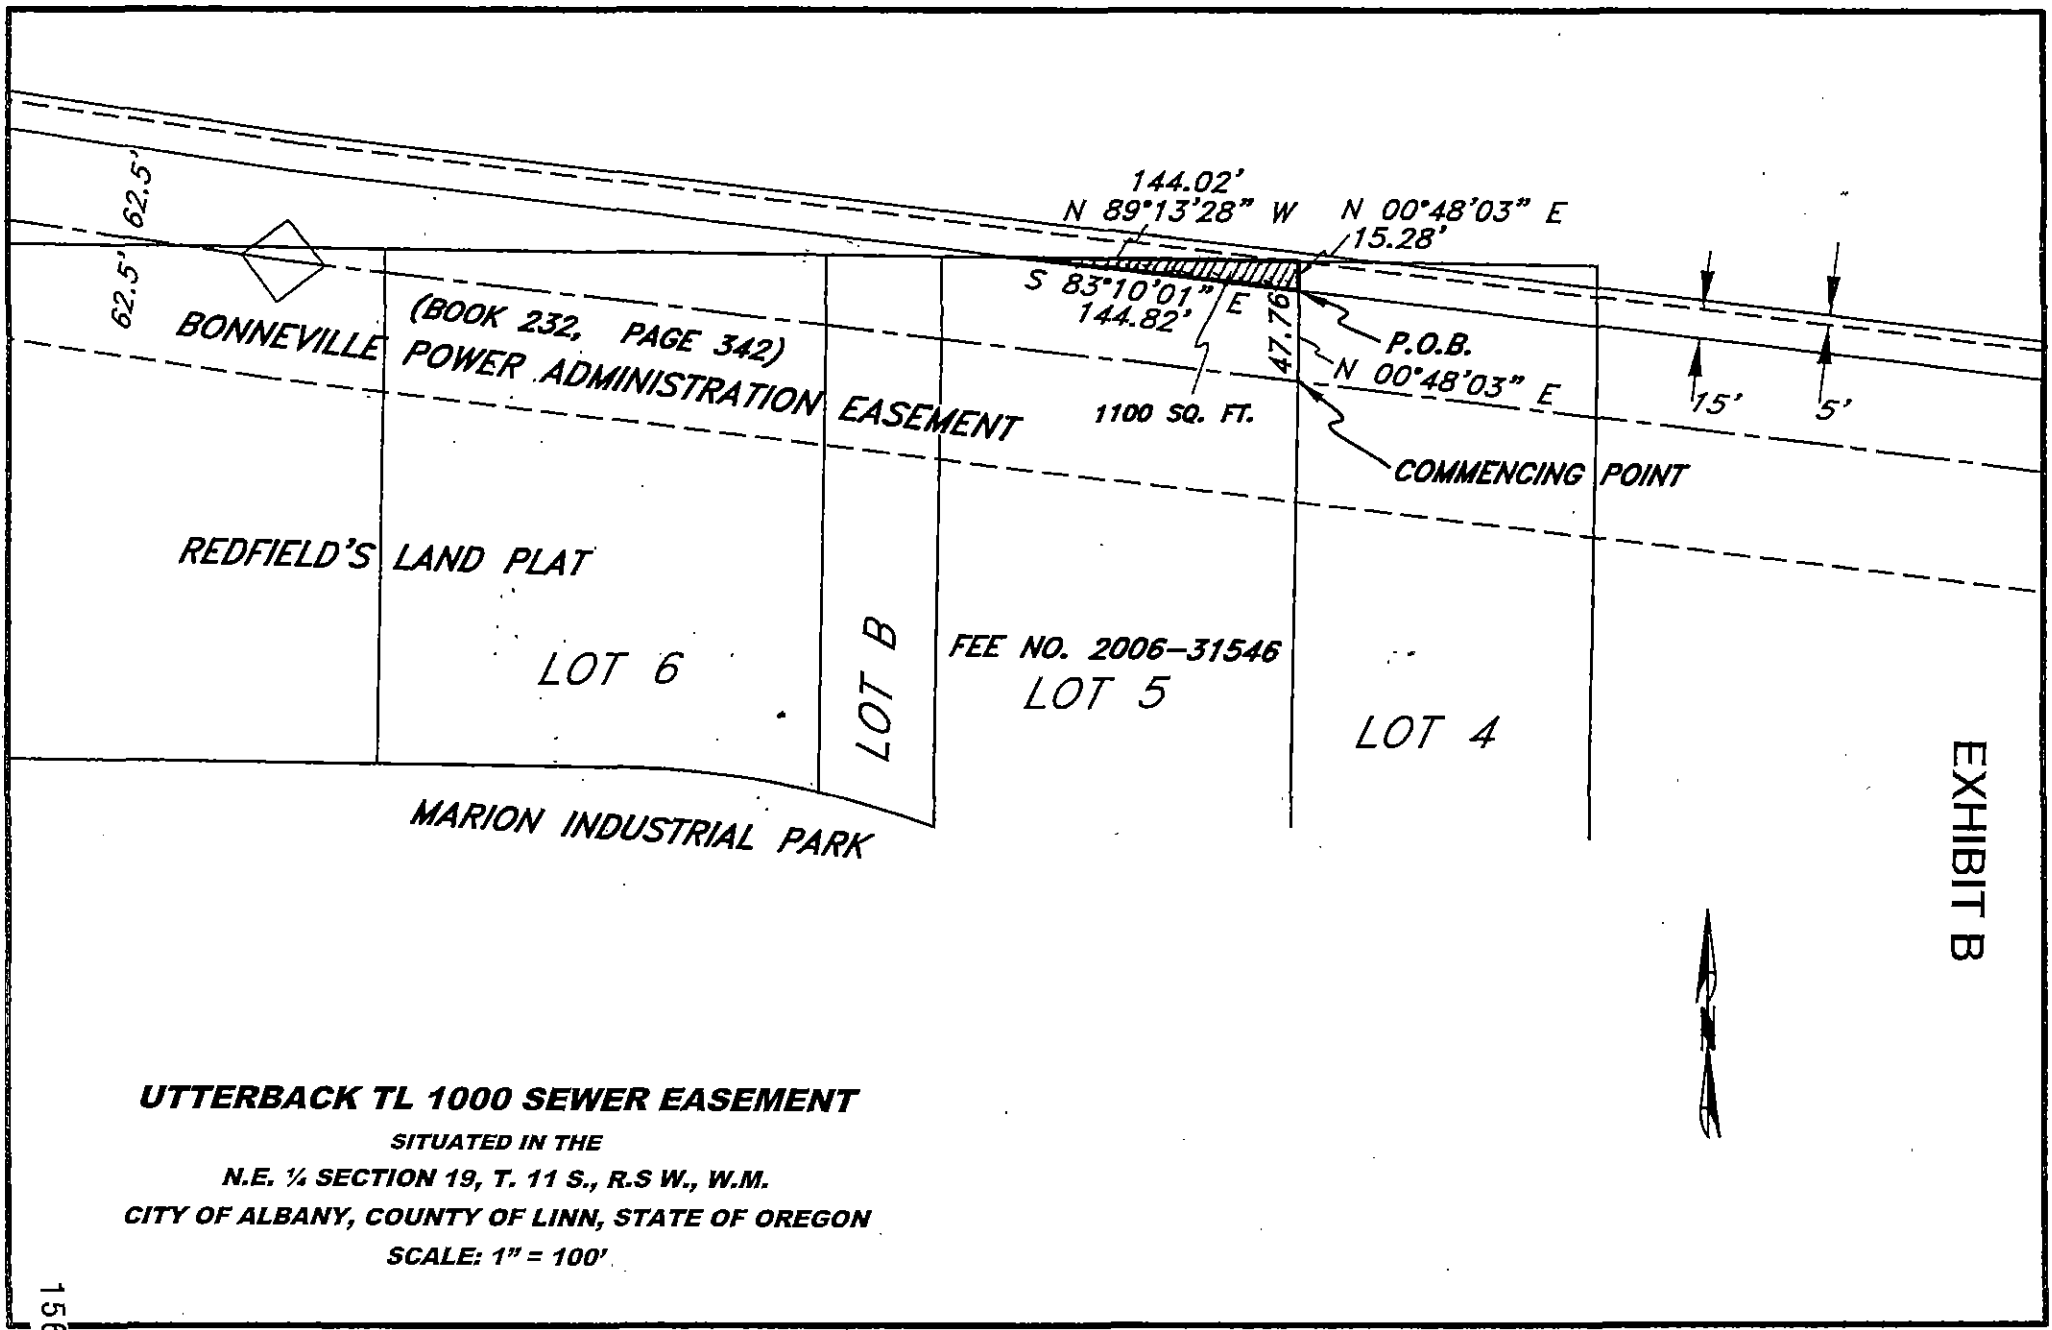 144.02'
N 89°13'28" W
N 00°48'03" E
15.28'
62.5'
62.5'
S 83°10'01" E
144.82'
47.76
P.O.B.
N 00°48'03" E
(BOOK 232, PAGE 342)
BONNEVILLE POWER ADMINISTRATION EASEMENT
1100 SQ. FT.
15'
5'
COMMENCING POINT
REDFIELD'S LAND PLAT
LOT 6
LOT B
FEE NO. 2006-31546
LOT 5
LOT 4
MARION INDUSTRIAL PARK
EXHIBIT B
UTTERBACK TL 1000 SEWER EASEMENT
SITUATED IN THE
N.E. ¼ SECTION 19, T. 11 S., R.S W., W.M.
CITY OF ALBANY, COUNTY OF LINN, STATE OF OREGON
SCALE: 1" = 100'